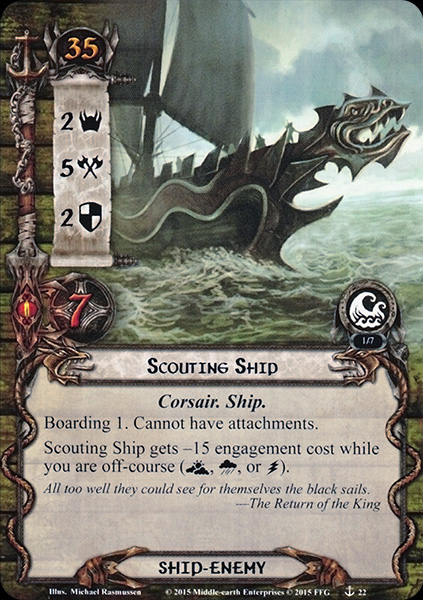 35
2
5
2
7
1/7
Scouting Ship
Corsair. Ship.
Boarding 1. Cannot have attachments.
Scouting Ship gets –15 engagement cost while
you are off-course (, , or ).
All too well they could see for themselves the black sails.
—The Return of the King
SHIP-ENEMY
Illus. Michael Rasmussen
© 2015 Middle-earth Enterprises © 2015 FFG
22